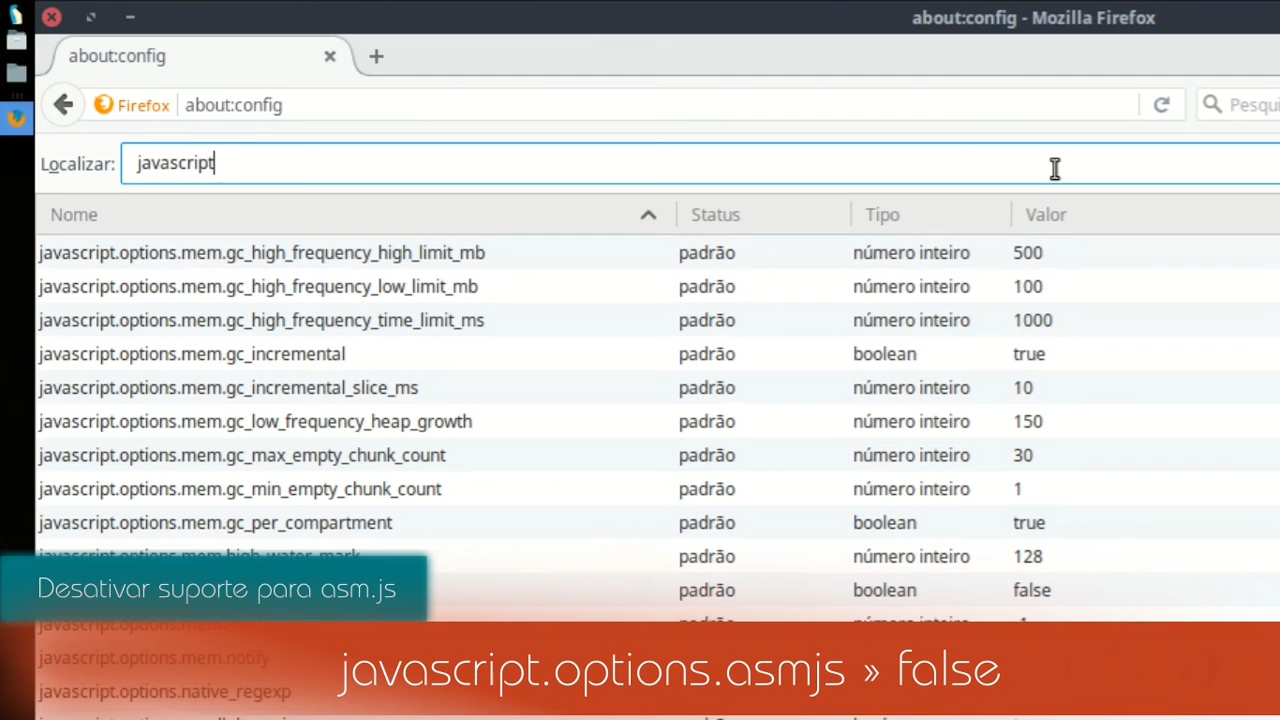 about:config - Mozilla Firefox
about:config
Firefox about:config Pesqui
Localizar: javascript
Nome Status Tipo Valor
javascript.options.mem.gc_high_frequency_high_limit_mb padrão número inteiro 500
javascript.options.mem.gc_high_frequency_low_limit_mb padrão número inteiro 100
javascript.options.mem.gc_high_frequency_time_limit_ms padrão número inteiro 1000
javascript.options.mem.gc_incremental padrão boolean true
javascript.options.mem.gc_incremental_slice_ms padrão número inteiro 10
javascript.options.mem.gc_low_frequency_heap_growth padrão número inteiro 150
javascript.options.mem.gc_max_empty_chunk_count padrão número inteiro 30
javascript.options.mem.gc_min_empty_chunk_count padrão número inteiro 1
javascript.options.mem.gc_per_compartment padrão boolean true
javascript.options.mem.high_water_mark padrão número inteiro 128
padrão boolean false
Desativar suporte para asm.js
javascript.options.mem.notify
javascript.options.asmjs » false
javascript.options.native_regexp